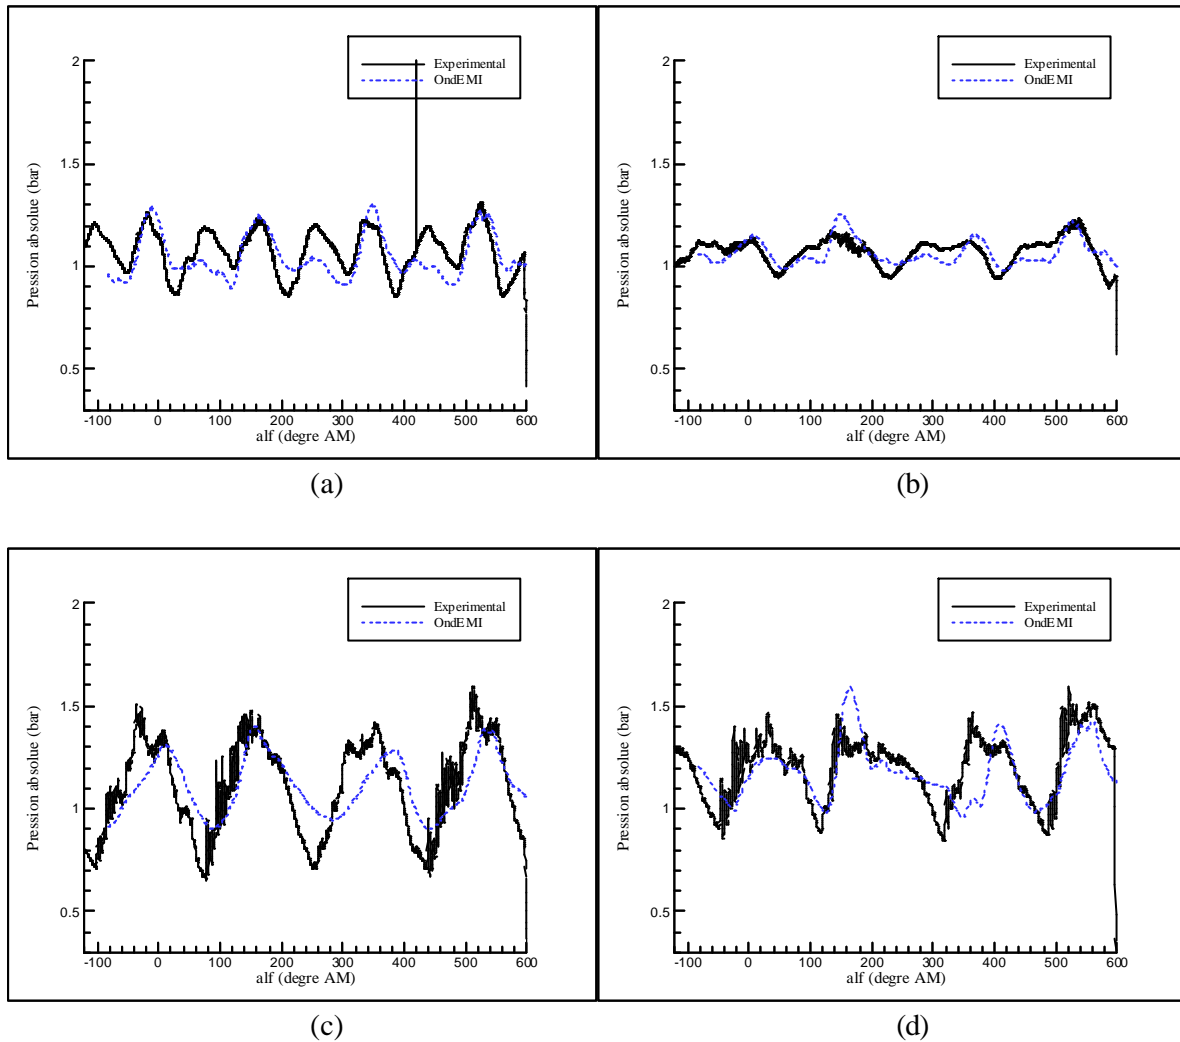 Experimental
OndEMI
2
1.5
1
0.5
Pression absolue (bar)
-100 0 100 200 300 400 500 600
alf (degre AM)
(a)
Experimental
OndEMI
2
1.5
1
0.5
Pression absolue (bar)
-100 0 100 200 300 400 500 600
alf (degre AM)
(b)
Experimental
OndEMI
2
1.5
1
0.5
Pression absolue (bar)
-100 0 100 200 300 400 500 600
alf (degre AM)
(c)
Experimental
OndEMI
2
1.5
1
0.5
Pression absolue (bar)
-100 0 100 200 300 400 500 600
alf (degre AM)
(d)